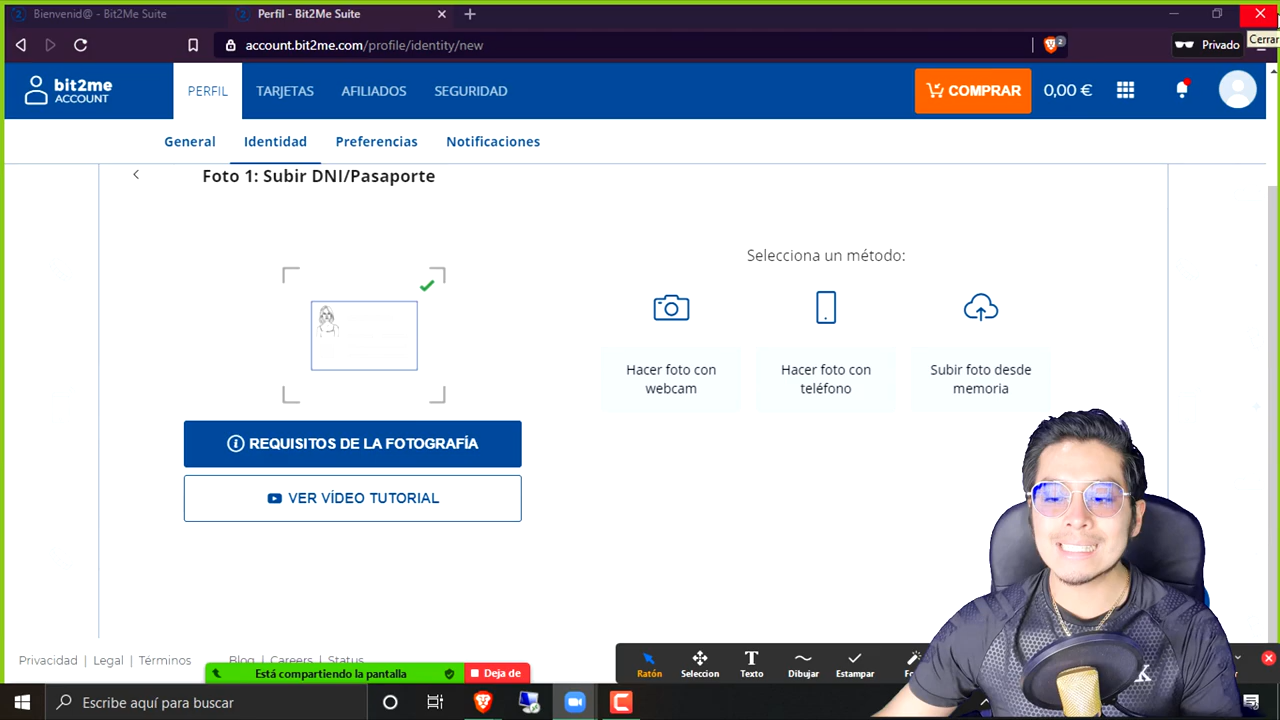 Bienvenid@ - Bit2Me Suite
Perfil - Bit2Me Suite
account.bit2me.com/profile/identity/new
2
Privado
Cerrar
bit2me
ACCOUNT
PERFIL
TARJETAS
AFILIADOS
SEGURIDAD
COMPRAR
0,00 €
General
Identidad
Preferencias
Notificaciones
Foto 1: Subir DNI/Pasaporte
Selecciona un método:
Hacer foto con
webcam
Hacer foto con
teléfono
Subir foto desde
memoria
REQUISITOS DE LA FOTOGRAFÍA
VER VÍDEO TUTORIAL
Privacidad
Legal
Términos
Blog
Careers
Status
Está compartiendo la pantalla
Deja de
Ratón
Seleccion
Texto
Dibujar
Estampar
Escribe aquí para buscar